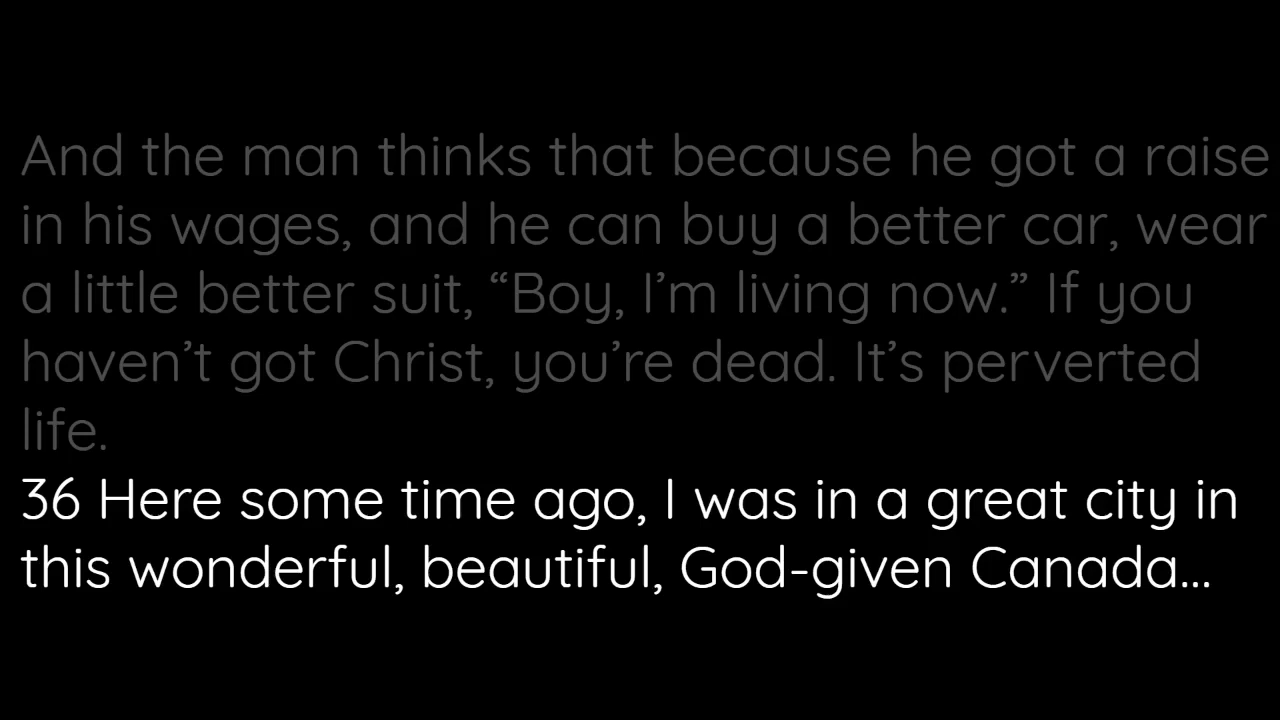 And the man thinks that because he got a raise
in his wages, and he can buy a better car, wear
a little better suit, “Boy, I’m living now.” If you
haven’t got Christ, you’re dead. It’s perverted
life.
36 Here some time ago, I was in a great city in
this wonderful, beautiful, God-given Canada...